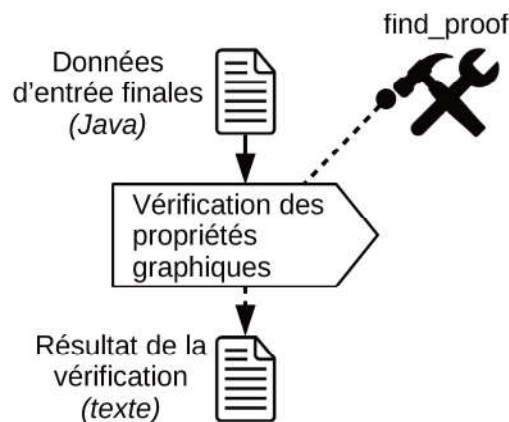 find_proof
Données
d'entrée finales
(Java)
Vérification des
propriétés
graphiques
Résultat de la
vérification
(texte)